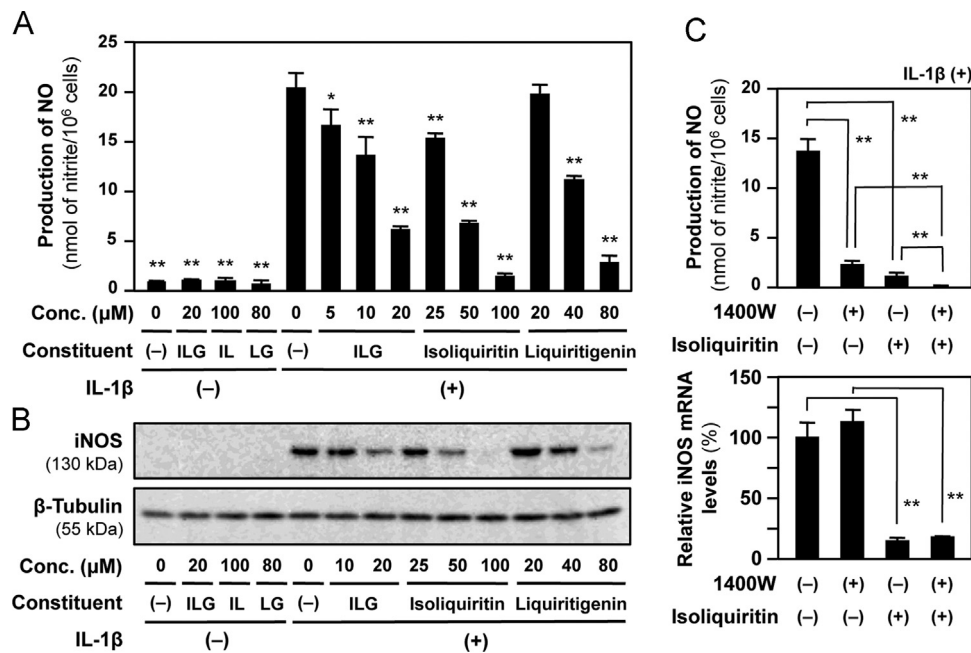 A
Production of NO
(nmol of nitrite/10⁶ cells)
25
20
15
10
5
0
** ** ** ** * ** ** ** ** ** ** **
Conc. (µM) 0 20 100 80 0 5 10 20 25 50 100 20 40 80
Constituent (–) ILG IL LG (–) ILG Isoliquiritin Liquiritigenin
IL-1β (–) (+)
B
iNOS
(130 kDa)
β-Tubulin
(55 kDa)
Conc. (µM) 0 20 100 80 0 10 20 25 50 100 20 40 80
Constituent (–) ILG IL LG (–) ILG Isoliquiritin Liquiritigenin
IL-1β (–) (+)
C
IL-1β (+)
Production of NO
(nmol of nitrite/10⁶ cells)
20
15
10
5
0
**
**
**
**
1400W (–) (+) (–) (+)
Isoliquiritin (–) (–) (+) (+)
Relative iNOS mRNA
levels (%)
150
100
50
0
** **
1400W (–) (+) (–) (+)
Isoliquiritin (–) (–) (+) (+)